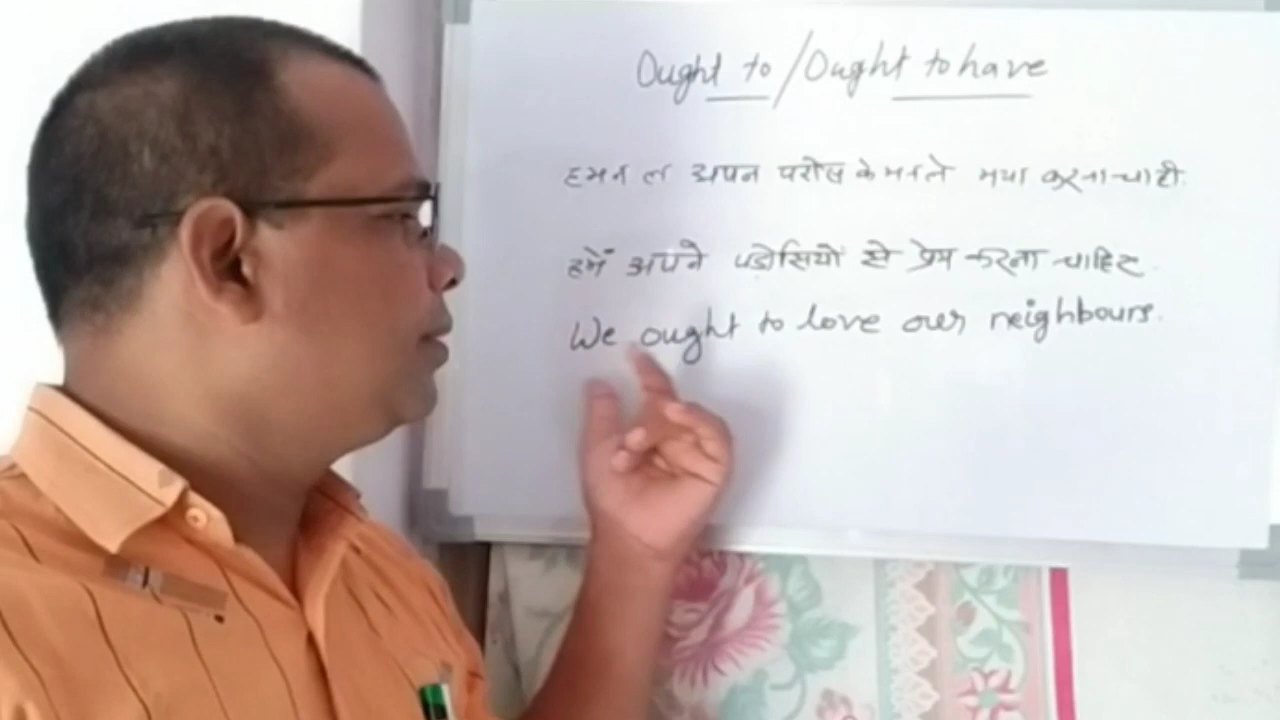 Ought to/Ought to have
हमन ल अपन परोस के मनले मया करना चाही.
हमें अपने पड़ोसियों से प्रेम करना चाहिए
We ought to love our neighbours.